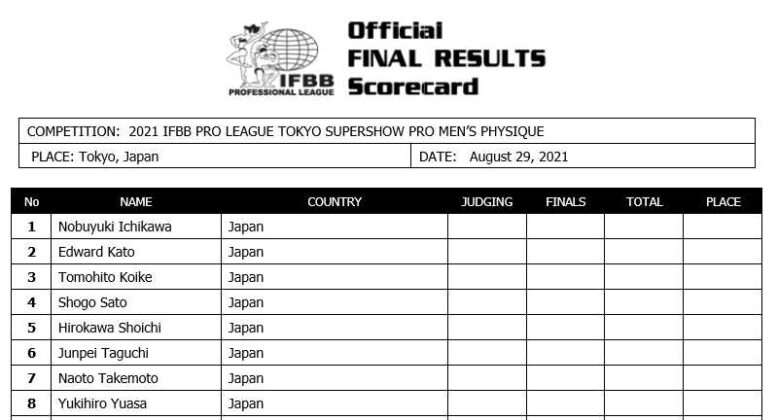 Official
FINAL RESULTS
Scorecard
IFBB
PROFESSIONAL LEAGUE
COMPETITION: 2021 IFBB PRO LEAGUE TOKYO SUPERSHOW PRO MEN'S PHYSIQUE
PLACE: Tokyo, Japan DATE: August 29, 2021
No NAME COUNTRY JUDGING FINALS TOTAL PLACE
1 Nobuyuki Ichikawa Japan
2 Edward Kato Japan
3 Tomohito Koike Japan
4 Shogo Sato Japan
5 Hirokawa Shoichi Japan
6 Junpei Taguchi Japan
7 Naoto Takemoto Japan
8 Yukihiro Yuasa Japan